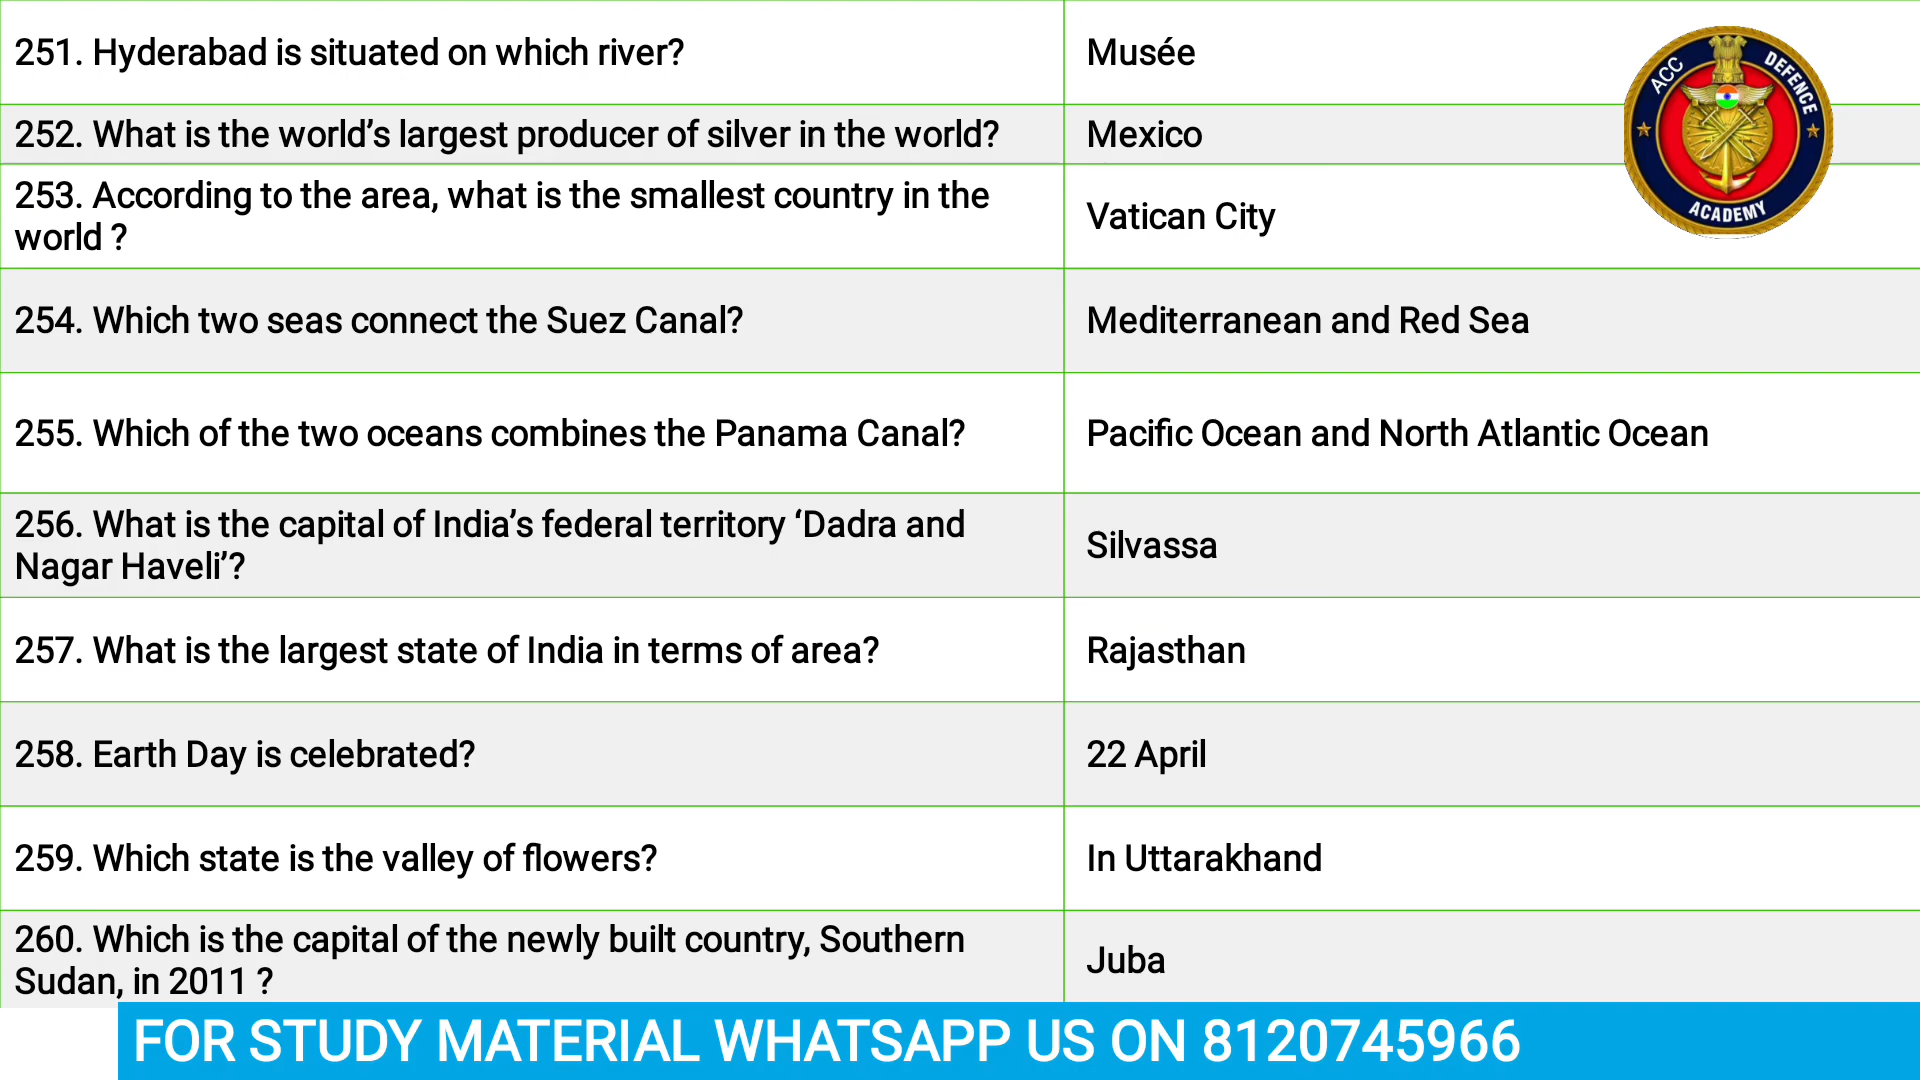 251. Hyderabad is situated on which river?
Musée
252. What is the world’s largest producer of silver in the world?
Mexico
253. According to the area, what is the smallest country in the
world ?
Vatican City
254. Which two seas connect the Suez Canal?
Mediterranean and Red Sea
255. Which of the two oceans combines the Panama Canal?
Pacific Ocean and North Atlantic Ocean
256. What is the capital of India’s federal territory ‘Dadra and
Nagar Haveli’?
Silvassa
257. What is the largest state of India in terms of area?
Rajasthan
258. Earth Day is celebrated?
22 April
259. Which state is the valley of flowers?
In Uttarakhand
260. Which is the capital of the newly built country, Southern
Sudan, in 2011 ?
Juba
ACC DEFENCE
ACADEMY
FOR STUDY MATERIAL WHATSAPP US ON 8120745966